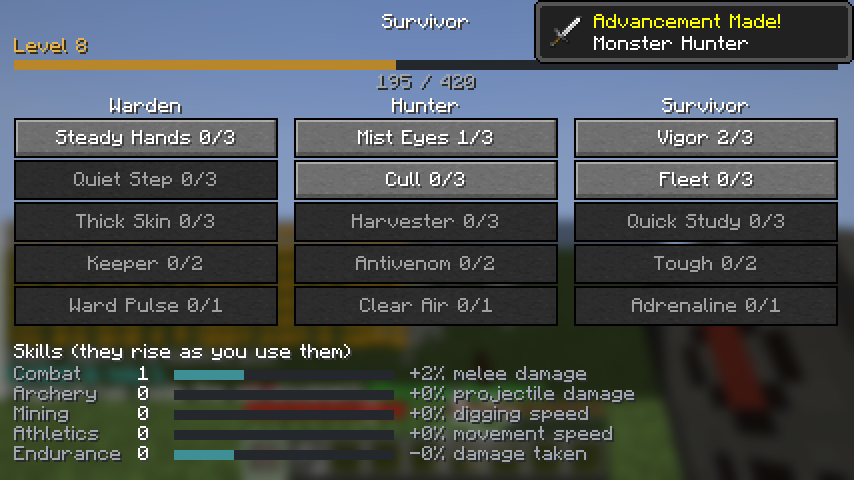 Survivor
Advancement Made!
Monster Hunter
Level 8
195 / 420
Warden Hunter Survivor
Steady Hands 0/3 Mist Eyes 1/3 Vigor 2/3
Quiet Step 0/3 Cull 0/3 Fleet 0/3
Thick Skin 0/3 Harvester 0/3 Quick Study 0/3
Keeper 0/2 Antivenom 0/2 Tough 0/2
Ward Pulse 0/1 Clear Air 0/1 Adrenaline 0/1
Skills (they rise as you use them)
Combat 1 +2% melee damage
Archery 0 +0% projectile damage
Mining 0 +0% digging speed
Athletics 0 +0% movement speed
Endurance 0 -0% damage taken